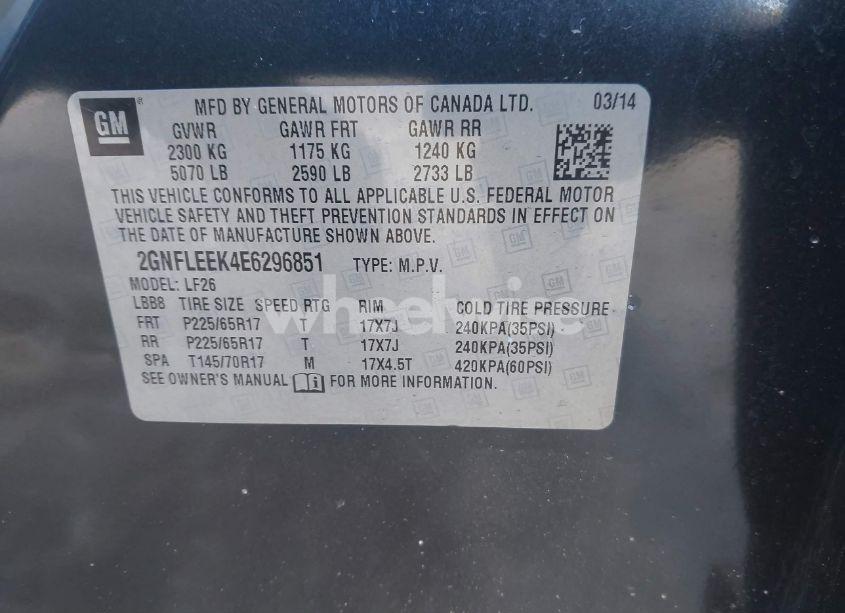 GM ® MFD BY GENERAL MOTORS OF CANADA LTD. 03/14
GVWR GAWR FRT GAWR RR
2300 KG 1175 KG 1240 KG
5070 LB 2590 LB 2733 LB
THIS VEHICLE CONFORMS TO ALL APPLICABLE U.S. FEDERAL MOTOR
VEHICLE SAFETY AND THEFT PREVENTION STANDARDS IN EFFECT ON
THE DATE OF MANUFACTURE SHOWN ABOVE.
2GNFLEEK4E6296851 TYPE: M.P.V.
MODEL: LF26
LBB8 TIRE SIZE SPEED RTG RIM COLD TIRE PRESSURE
FRT P225/65R17 T 17X7J 240KPA(35PSI)
RR P225/65R17 T 17X7J 240KPA(35PSI)
SPA T145/70R17 M 17X4.5T 420KPA(60PSI)
SEE OWNER'S MANUAL i FOR MORE INFORMATION.